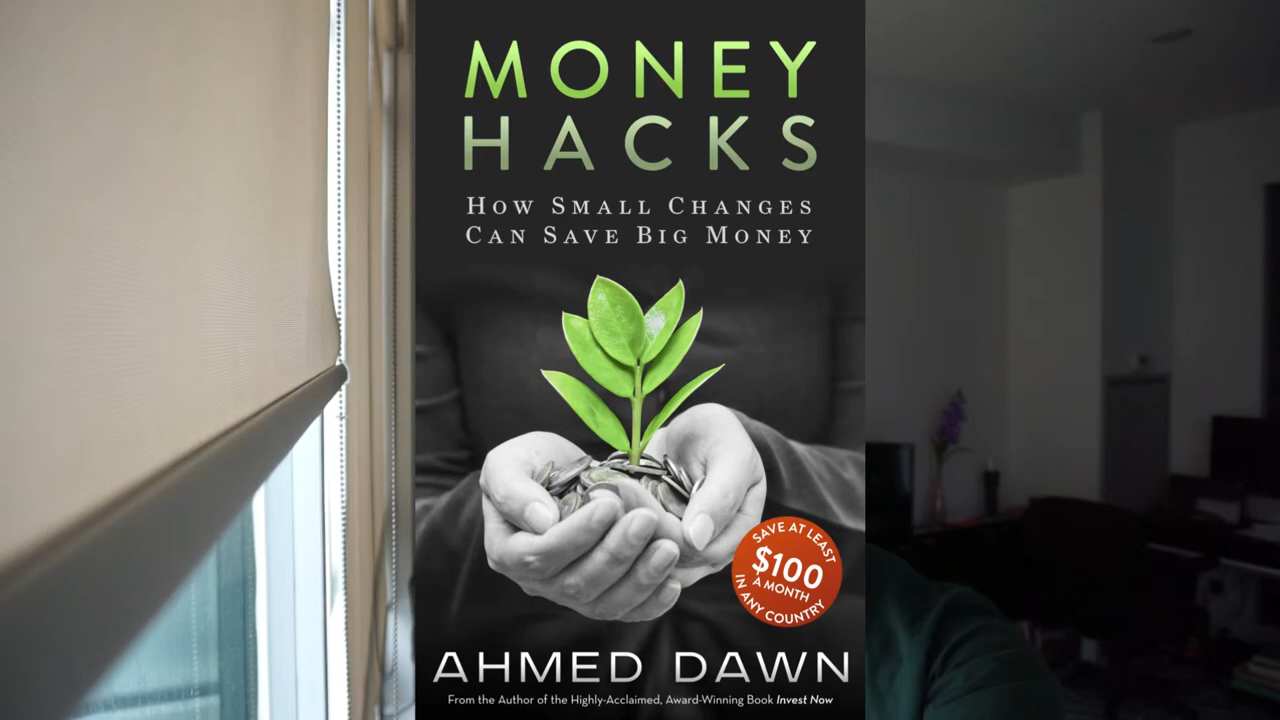 MONEY
HACKS
HOW SMALL CHANGES
CAN SAVE BIG MONEY
SAVE AT LEAST
$100
A MONTH
IN ANY COUNTRY
AHMED DAWN
From the Author of the Highly-Acclaimed, Award-Winning Book Invest Now